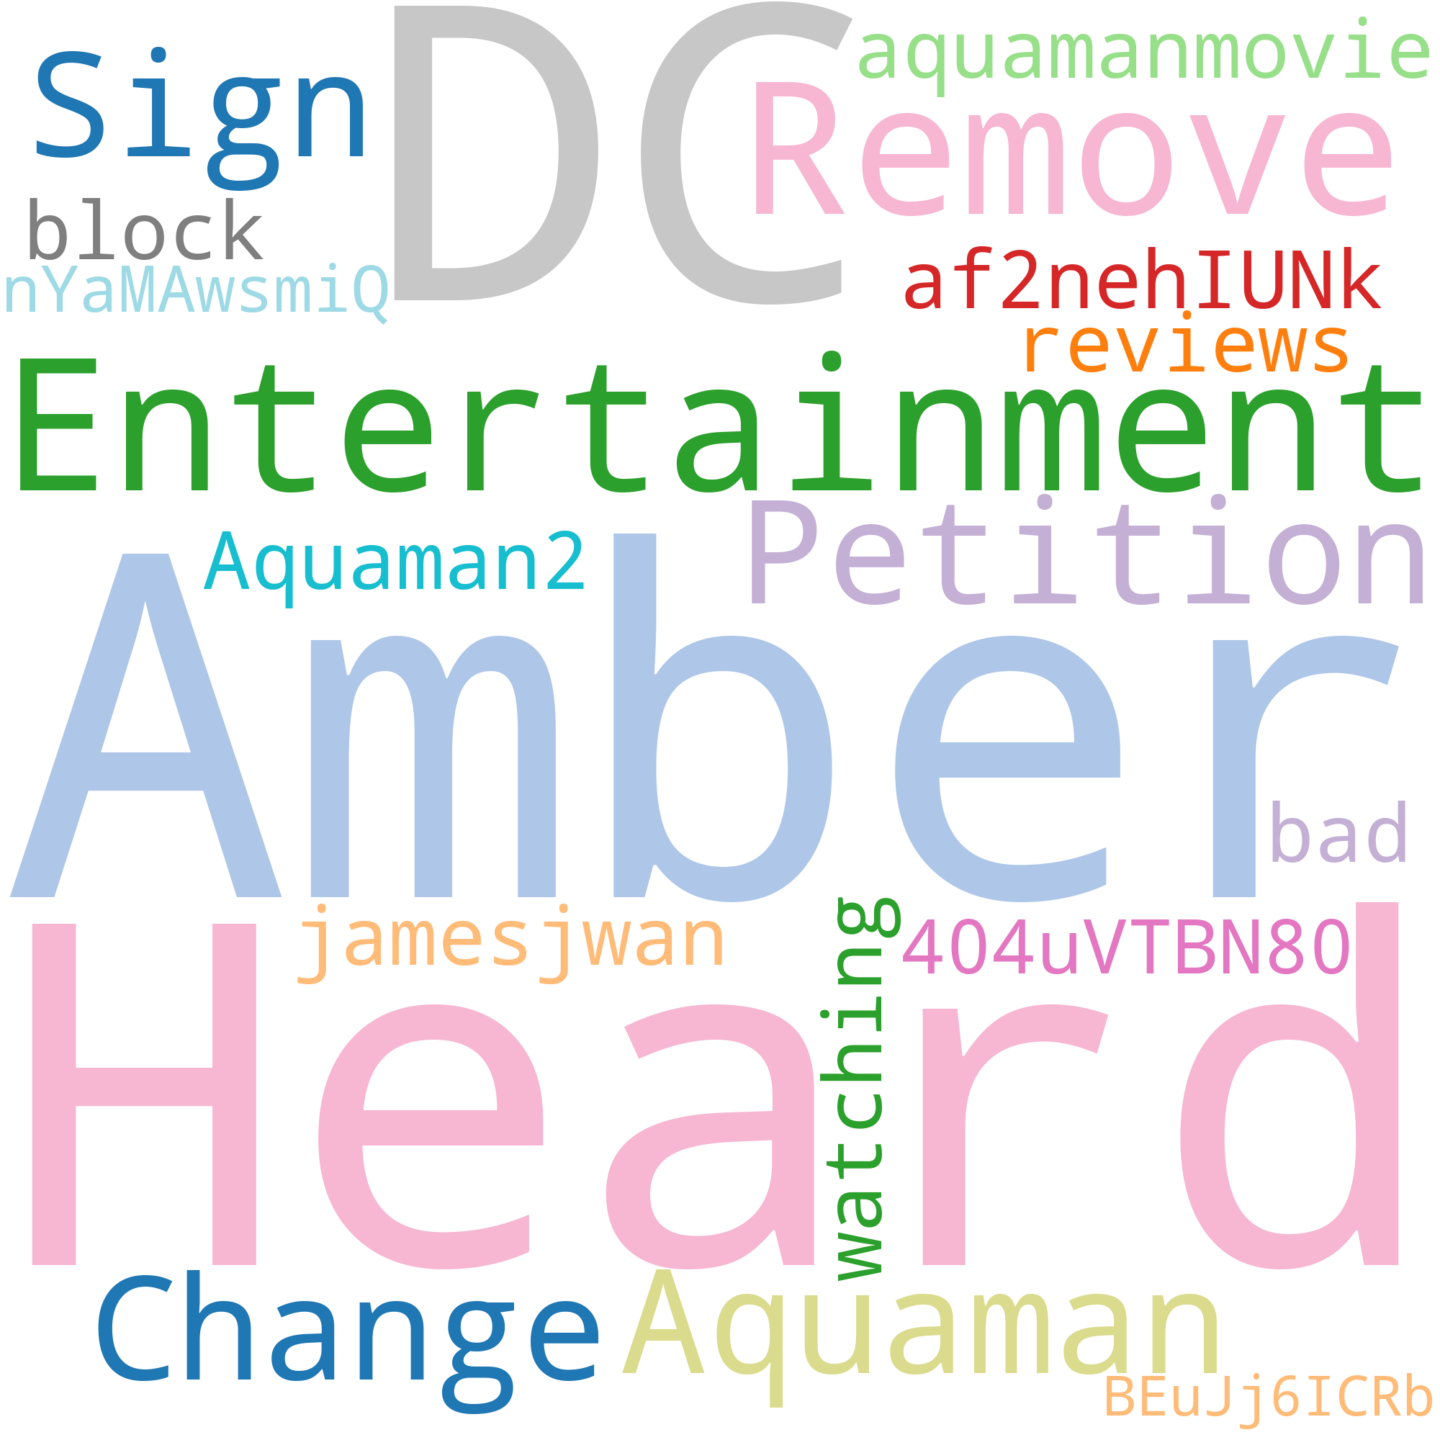 DC
Sign
aquamanmovie
Remove
block
nYaMAwsmiQ
af2nehIUNk
reviews
Entertainment
Petition
Aquaman2
Amber
bad
jamesjwan
watching
404uVTBN80
Heard
Change
Aquaman
BEuJj6ICRb